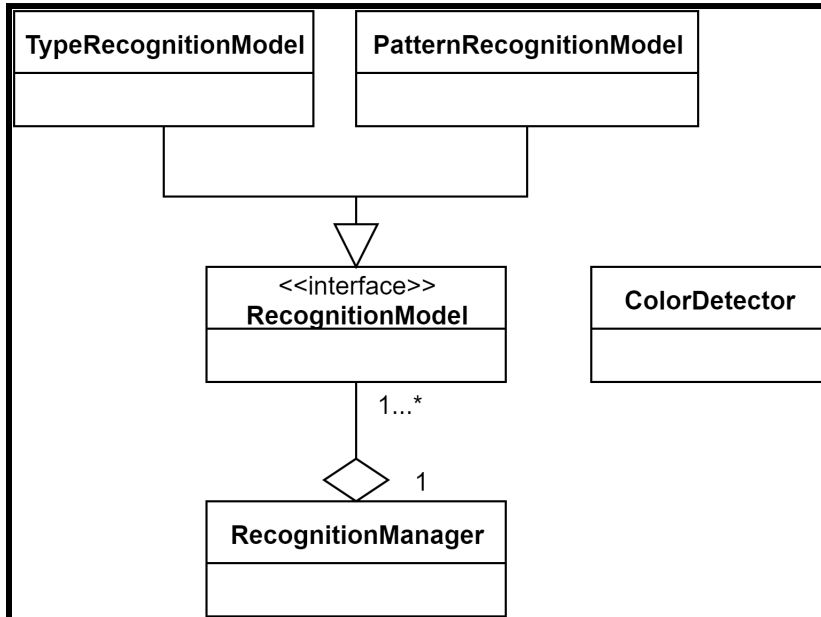 TypeRecognitionModel
PatternRecognitionModel
<<interface>>
RecognitionModel
ColorDetector
1...*
1
RecognitionManager